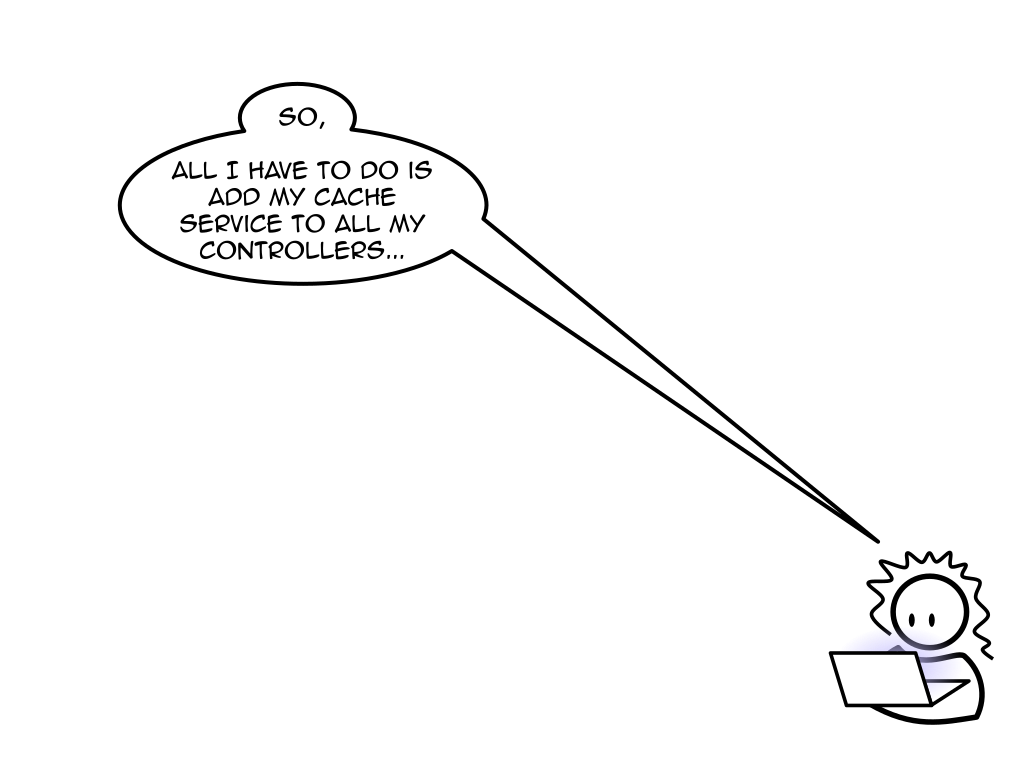 SO,
ALL I HAVE TO DO IS
ADD MY CACHE
SERVICE TO ALL MY
CONTROLLERS...